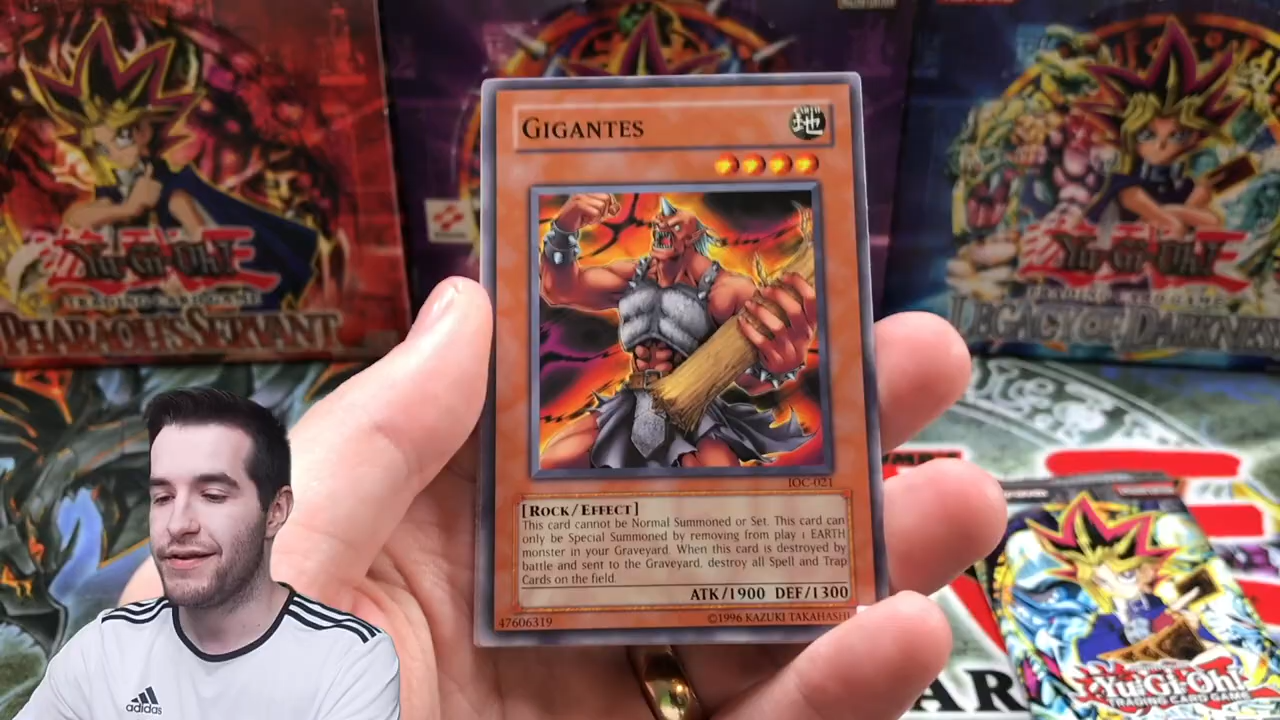 GIGANTES
地
IOC-021
[ROCK/EFFECT]
This card cannot be Normal Summoned or Set. This card can
only be Special Summoned by removing from play 1 EARTH
monster in your Graveyard. When this card is destroyed by
battle and sent to the Graveyard, destroy all Spell and Trap
Cards on the field.
ATK/1900 DEF/1300
47606319
©1996 KAZUKI TAKAHASHI
Yu-Gi-Oh!
TRADING CARD GAME
PHARAOH'S SERVANT
Yu-Gi-Oh!
LEGACY OF DARKNESS
Yu-Gi-Oh!
TRADING CARD GAME
adidas